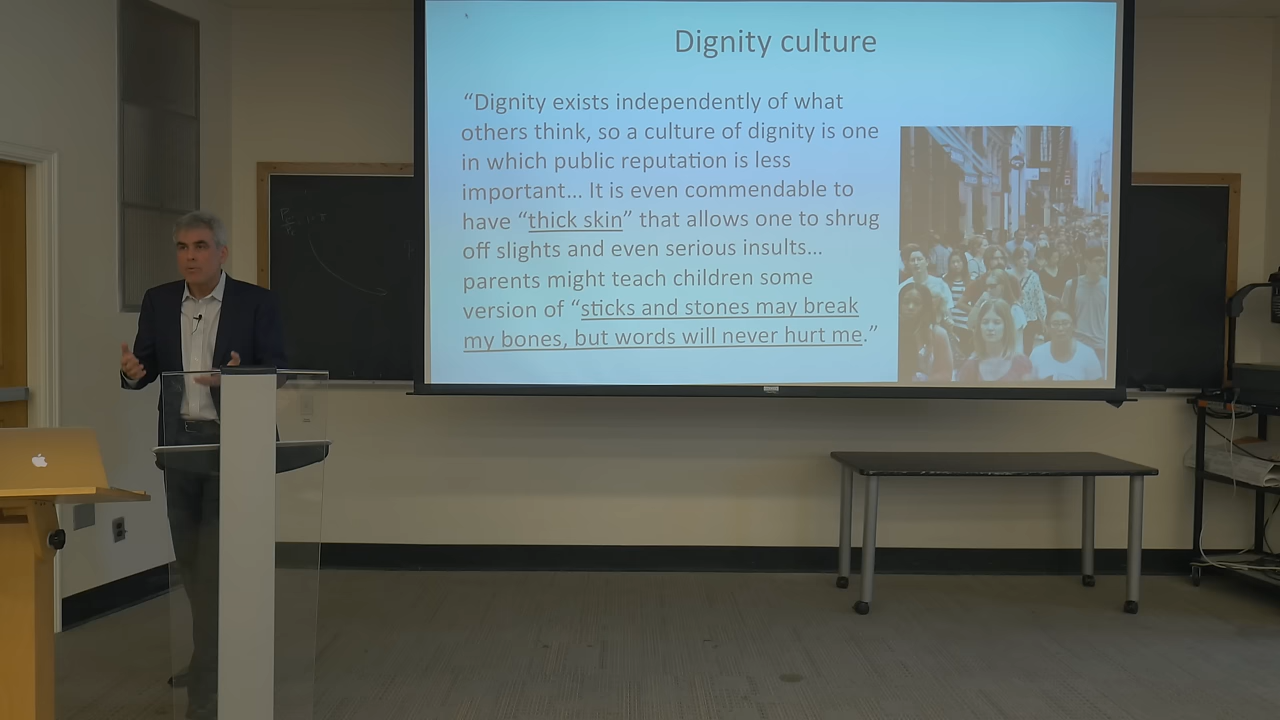 Dignity culture
“Dignity exists independently of what
others think, so a culture of dignity is one
in which public reputation is less
important... It is even commendable to
have “thick skin” that allows one to shrug
off slights and even serious insults...
parents might teach children some
version of “sticks and stones may break
my bones, but words will never hurt me.”